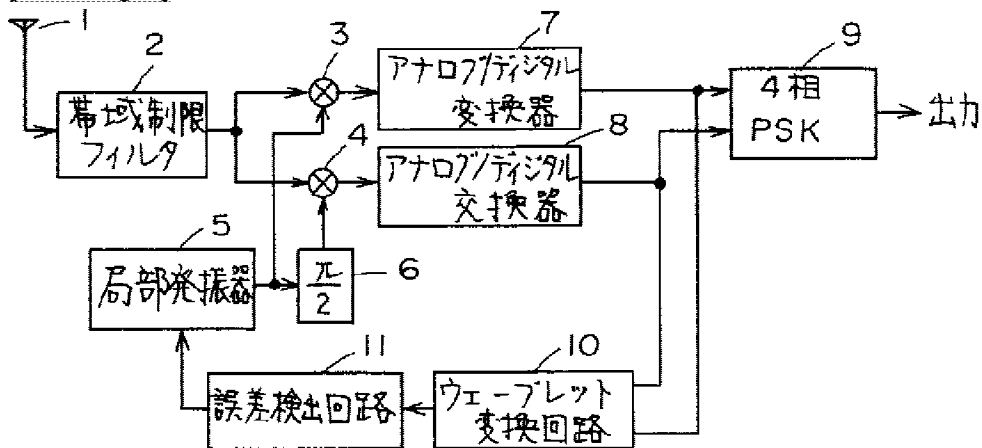 1
2
帯域制限
フィルタ
3
4
7
アナログ/ディジタル
変換器
8
アナログ/ディジタル
交換器
9
4相
PSK
出力
5
局部発振器
π
2
6
11
誤差検出回路
10
ウェーブレット
変換回路